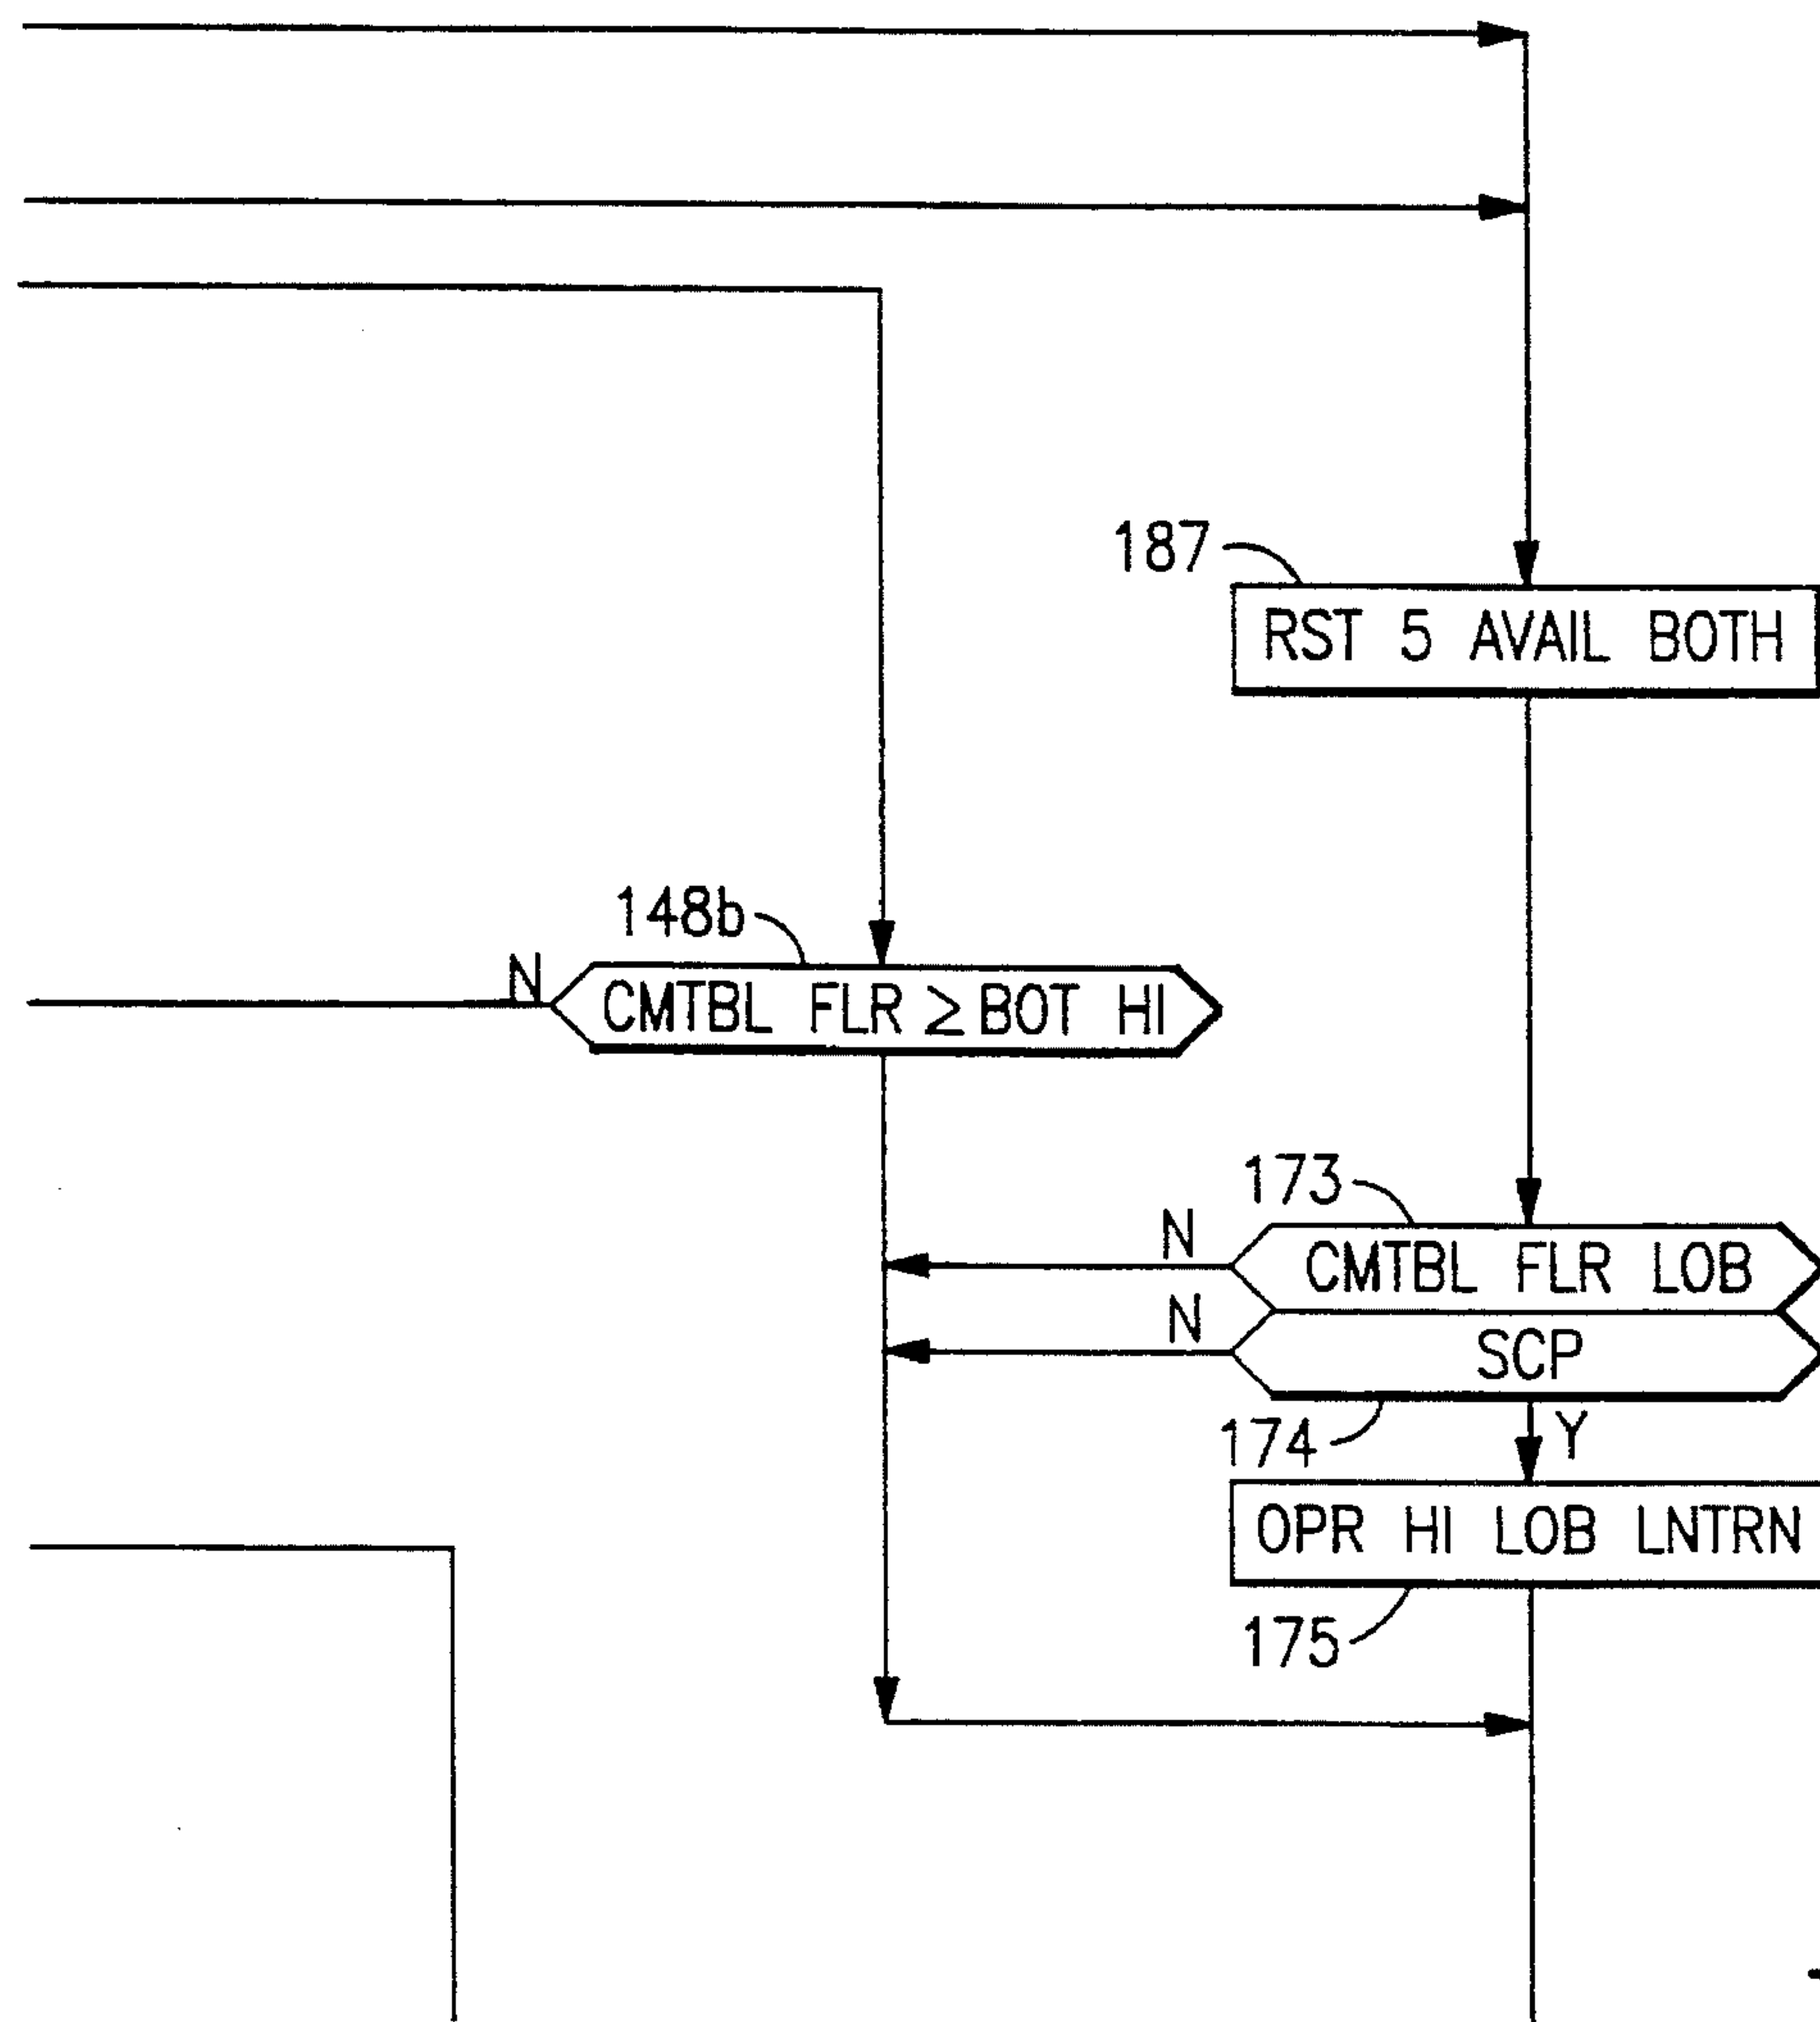 187
RST 5 AVAIL BOTH
148b
N
CMTBL FLR ≥ BOT HI
173
N
CMTBL FLR LOB
N
SCP
174
Y
OPR HI LOB LNTRN
175